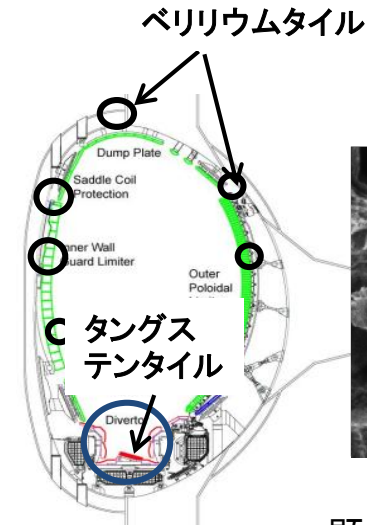 ベリリウムタイル
Dump Plate
Saddle Coil
Protection
nner Wall
uard Limiter
Outer
Poloidal
タングス
テンタイル
Diverto